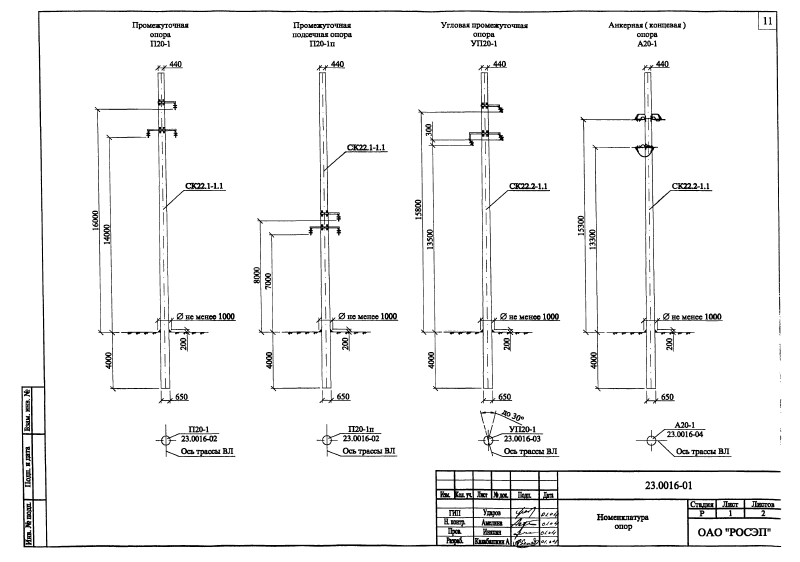 11
Промежуточная
опора
П20-1
Промежуточная
подсечная опора
П20-1п
Угловая промежуточная
опора
УП20-1
Анкерная ( концевая )
опора
А20-1
440
440
440
440
СК22.1-1.1
СК22.1-1.1
СК22.2-1.1
СК22.2-1.1
16000
14000
8000
7000
300
15800
13500
15300
13300
Ø не менее 1000
Ø не менее 1000
Ø не менее 1000
Ø не менее 1000
200
200
200
200
4000
4000
4000
4000
650
650
650
650
П20-1
23.0016-02
Ось трассы ВЛ
П20-1п
23.0016-02
Ось трассы ВЛ
до 30°
УП20-1
23.0016-03
Ось трассы ВЛ
А20-1
23.0016-04
Ось трассы ВЛ
Взам. инв. №
Подп. и дата
Инв. № подл.
23.0016-01
Изм. Кол. уч. Лист № док. Подп. Дата
ГИП Ударов 01.04
Н. контр. Амелина 01.04
Пров. 01.04
Разраб. Калабашкин А 01.04
Номенклатура
опор
Стадия Лист Листов
Р 1 2
ОАО "РОСЭП"